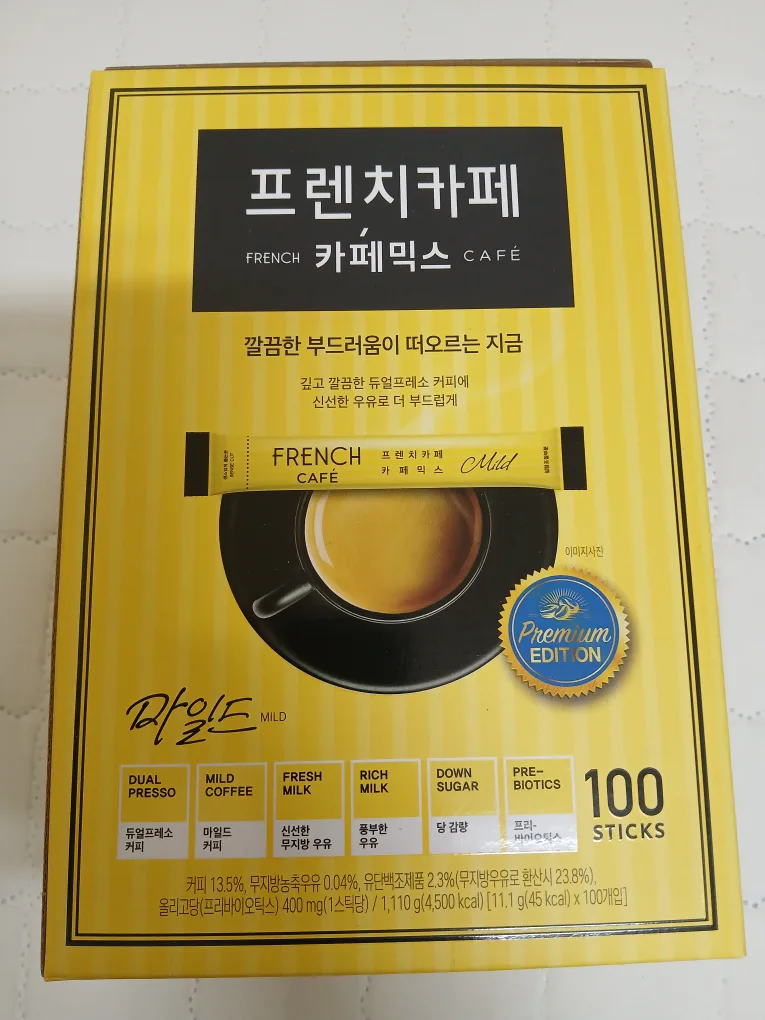 프렌치카페
FRENCH 카페믹스 CAFÉ
깔끔한 부드러움이 떠오르는 지금
깊고 깔끔한 듀얼프레소 커피에
신선한 우유로 더 부드럽게
FRENCH
CAFÉ
프렌치카페
카페믹스
Mild
이미지사진
Premium
EDITION
마일드 MILD
DUAL
PRESSO
듀얼프레소
커피
MILD
COFFEE
마일드
커피
FRESH
MILK
신선한
무지방 우유
RICH
MILK
풍부한
우유
DOWN
SUGAR
당 감량
PRE-
BIOTICS
프리-
바이오틱스
100
STICKS
커피 13.5%, 무지방농축우유 0.04%, 유단백조제품 2.3%(무지방우유로 환산시 23.8%),
올리고당(프리바이오틱스) 400 mg(1스틱당) / 1,110 g(4,500 kcal) [11.1 g(45 kcal) x 100개입]